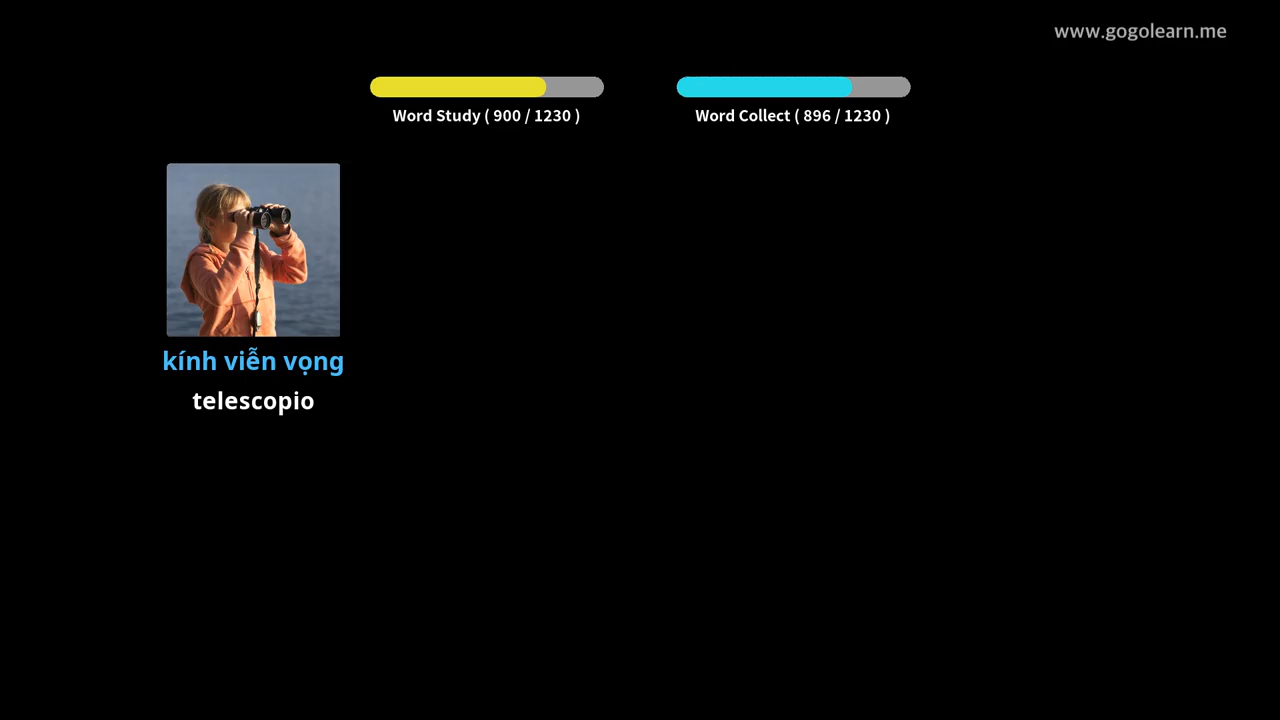 www.gogolearn.me
Word Study ( 900 / 1230 )
Word Collect ( 896 / 1230 )
kính viễn vọng
telescopio